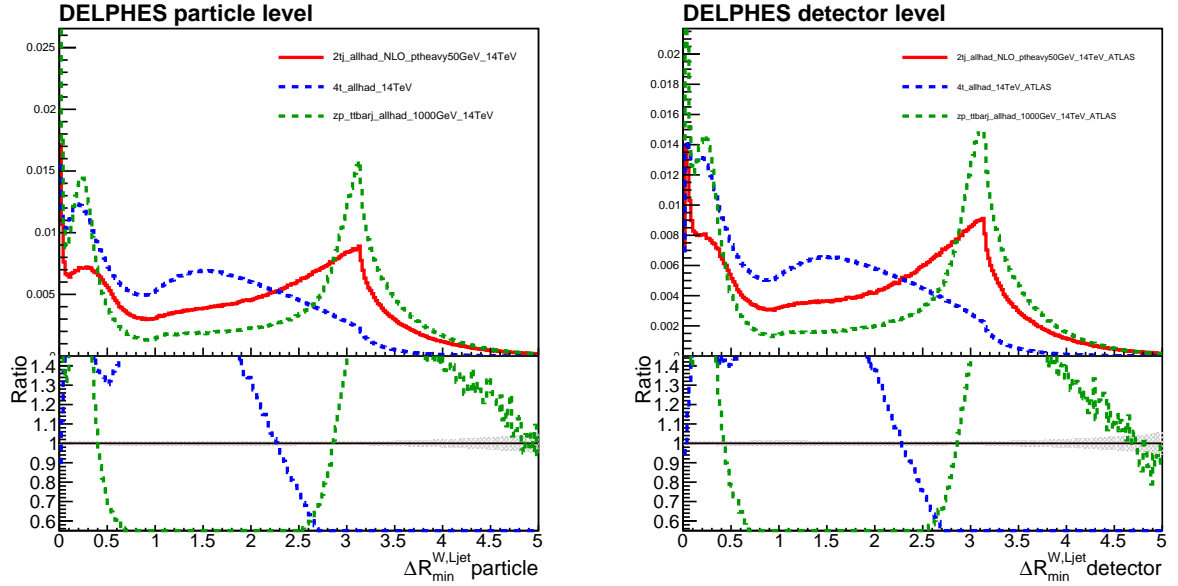 DELPHES particle level
0.025
0.02
0.015
0.01
0.005
0
2tj_allhad_NLO_ptheavy50GeV_14TeV
4t_allhad_14TeV
zp_ttbarj_allhad_1000GeV_14TeV
Ratio
1.4
1.3
1.2
1.1
1
0.9
0.8
0.7
0.6
0 0.5 1 1.5 2 2.5 3 3.5 4 4.5 5
ΔR_min^W,Ljet particle
DELPHES detector level
0.02
0.018
0.016
0.014
0.012
0.01
0.008
0.006
0.004
0.002
0
2tj_allhad_NLO_ptheavy50GeV_14TeV_ATLAS
4t_allhad_14TeV_ATLAS
zp_ttbarj_allhad_1000GeV_14TeV_ATLAS
Ratio
1.4
1.3
1.2
1.1
1
0.9
0.8
0.7
0.6
0 0.5 1 1.5 2 2.5 3 3.5 4 4.5 5
ΔR_min^W,Ljet detector